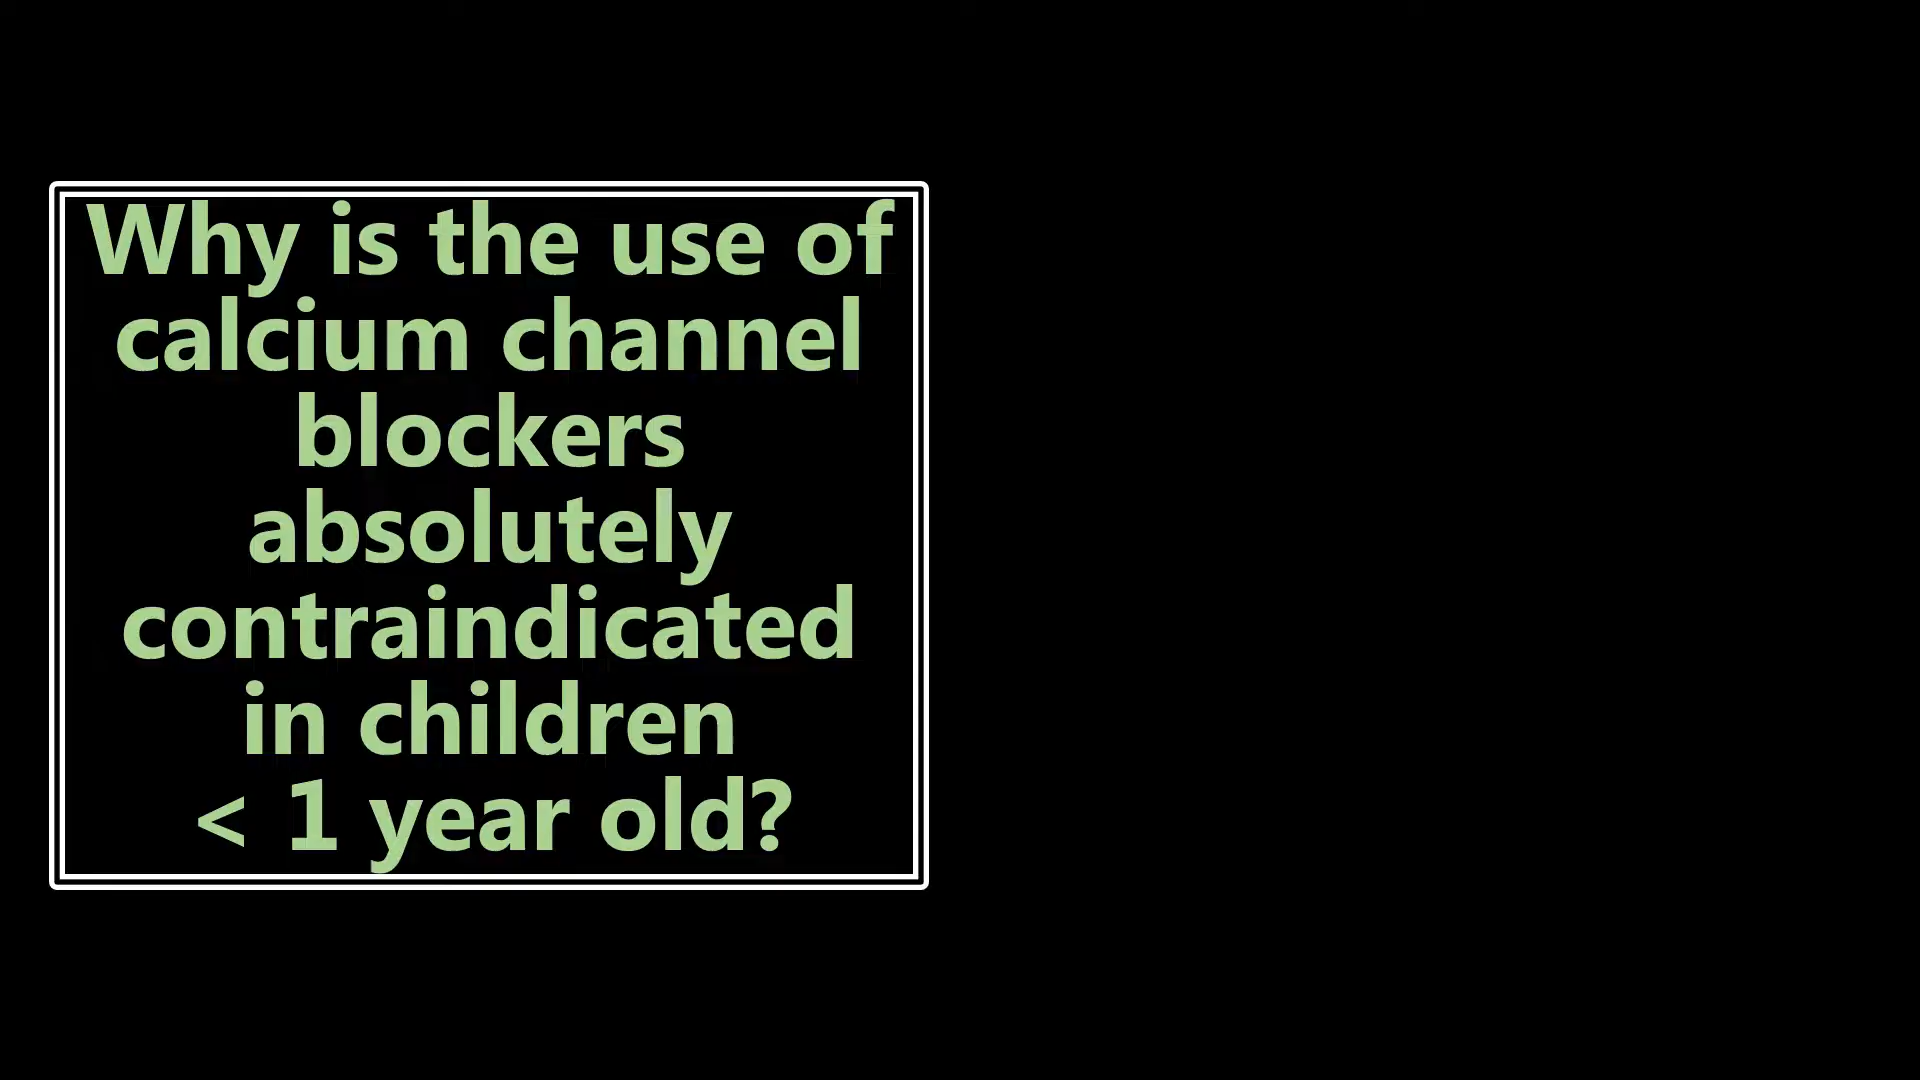 Why is the use of
calcium channel
blockers
absolutely
contraindicated
in children
< 1 year old?